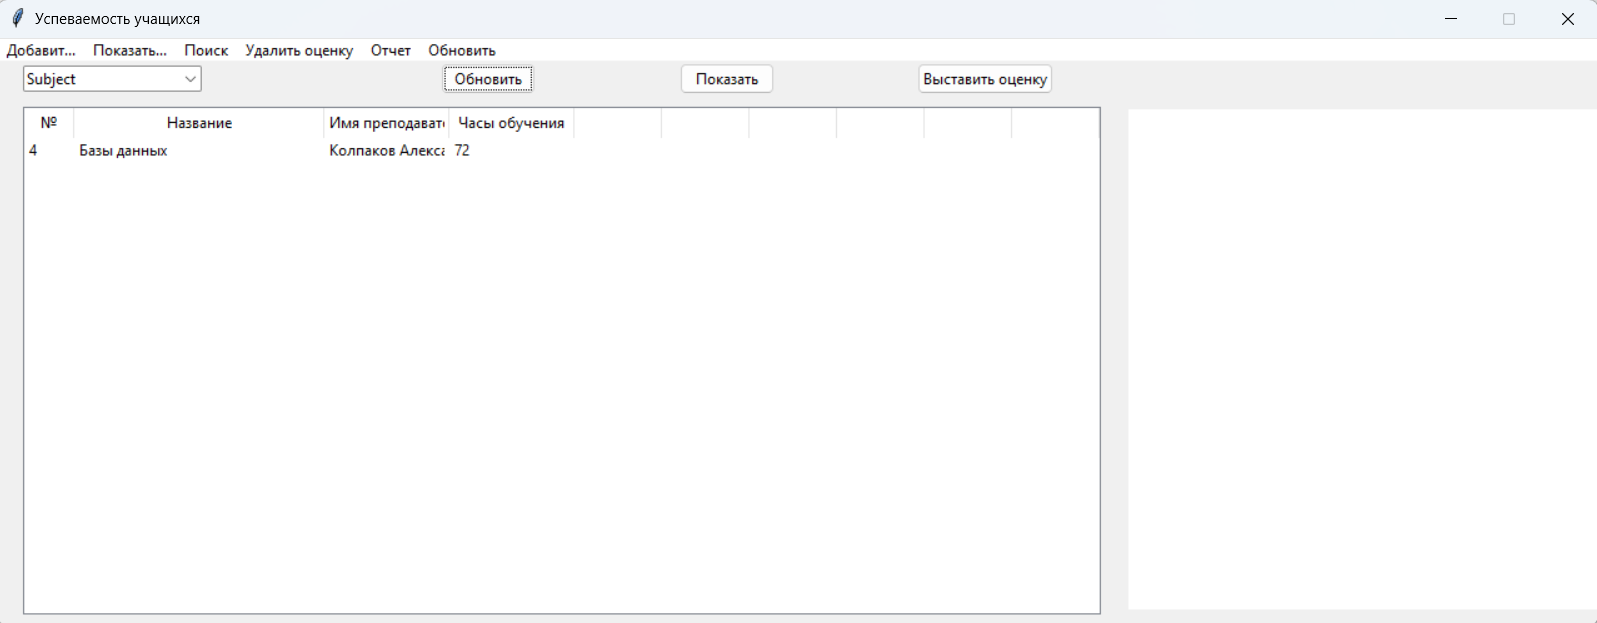 Успеваемость учащихся
Добавит... Показать... Поиск Удалить оценку Отчет Обновить
Subject Обновить Показать Выставить оценку
№ Название Имя преподават Часы обучения
4 Базы данных Колпаков Алекса 72